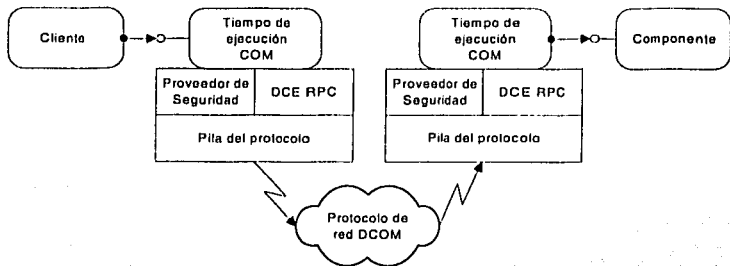 Cliente
Tiempo de
ejecución
COM
Proveedor de
Seguridad
DCE RPC
Pila del protocolo
Tiempo de
ejecución
COM
Componente
Proveedor de
Seguridad
DCE RPC
Pila del protocolo
Protocolo de
red DCOM